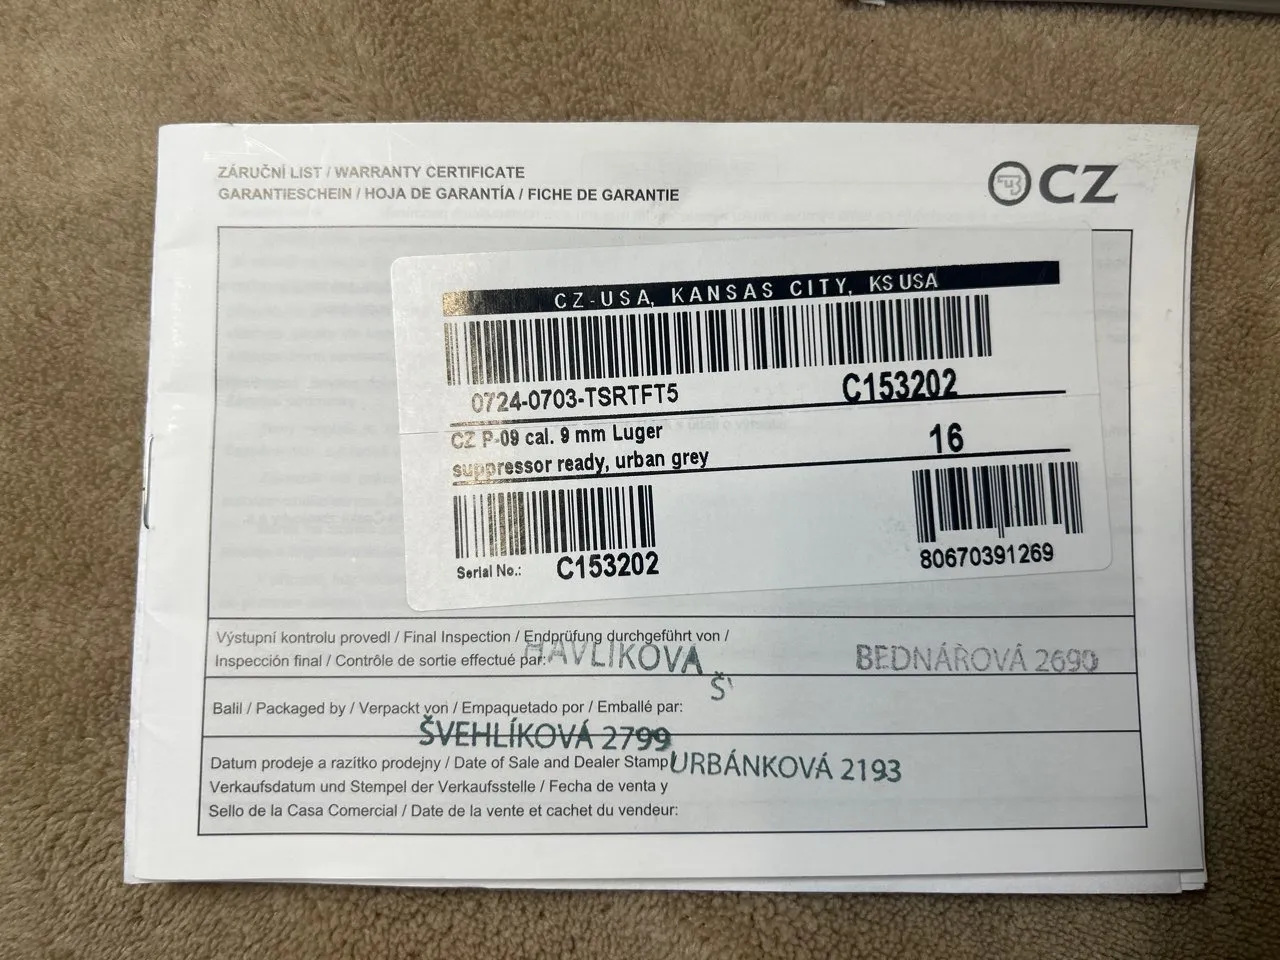 ZÁRUČNÍ LIST / WARRANTY CERTIFICATE
GARANTIESCHEIN / HOJA DE GARANTÍA / FICHE DE GARANTIE
CZ
CZ-USA, KANSAS CITY, KS USA
0724-0703-TSRTFT5 C153202
CZ P-09 cal. 9 mm Luger
suppressor ready, urban grey
16
Serial No.: C153202
80670391269
Výstupní kontrolu provedl / Final Inspection / Endprüfung durchgeführt von /
Inspección final / Contrôle de sortie effectué par:
HAVLÍKOVÁ
BEDNÁŘOVÁ 2690
Š
Balil / Packaged by / Verpackt von / Empaquetado por / Emballé par:
ŠVEHLÍKOVÁ 2799
Datum prodeje a razítko prodejny / Date of Sale and Dealer Stamp
URBÁNKOVÁ 2193
Verkaufsdatum und Stempel der Verkaufsstelle / Fecha de venta y
Sello de la Casa Comercial / Date de la vente et cachet du vendeur: